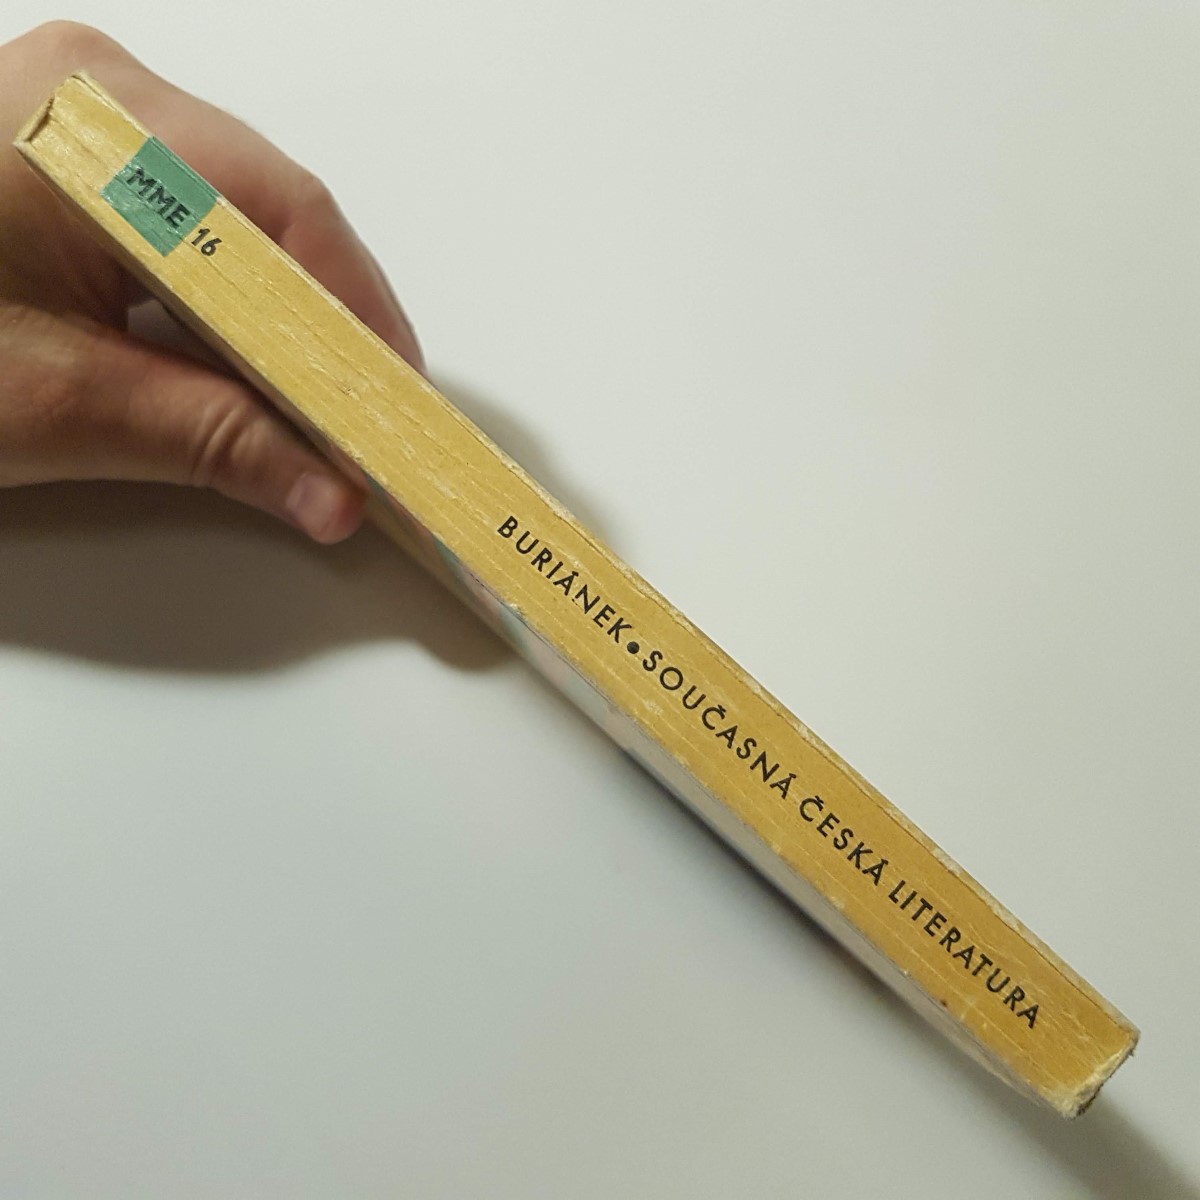 MME 16
BURIÁNEK • SOUČASNÁ ČESKÁ LITERATURA